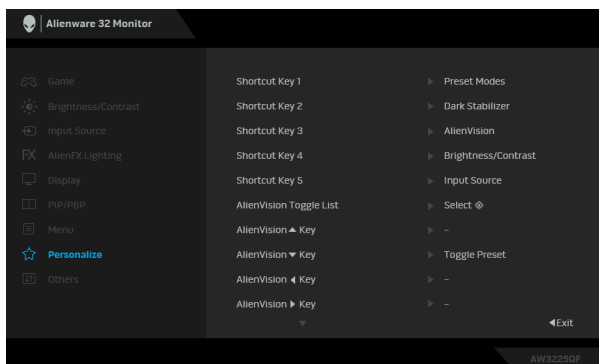 Alienware 32 Monitor
Game
Brightness/Contrast
Input Source
AlienFX Lighting
Display
PIP/PBP
Menu
Personalize
Others
Shortcut Key 1 Preset Modes
Shortcut Key 2 Dark Stabilizer
Shortcut Key 3 AlienVision
Shortcut Key 4 Brightness/Contrast
Shortcut Key 5 Input Source
AlienVision Toggle List Select
AlienVision ▲ Key –
AlienVision ▼ Key Toggle Preset
AlienVision ◀ Key –
AlienVision ▶ Key –
◀Exit
AW3225QF